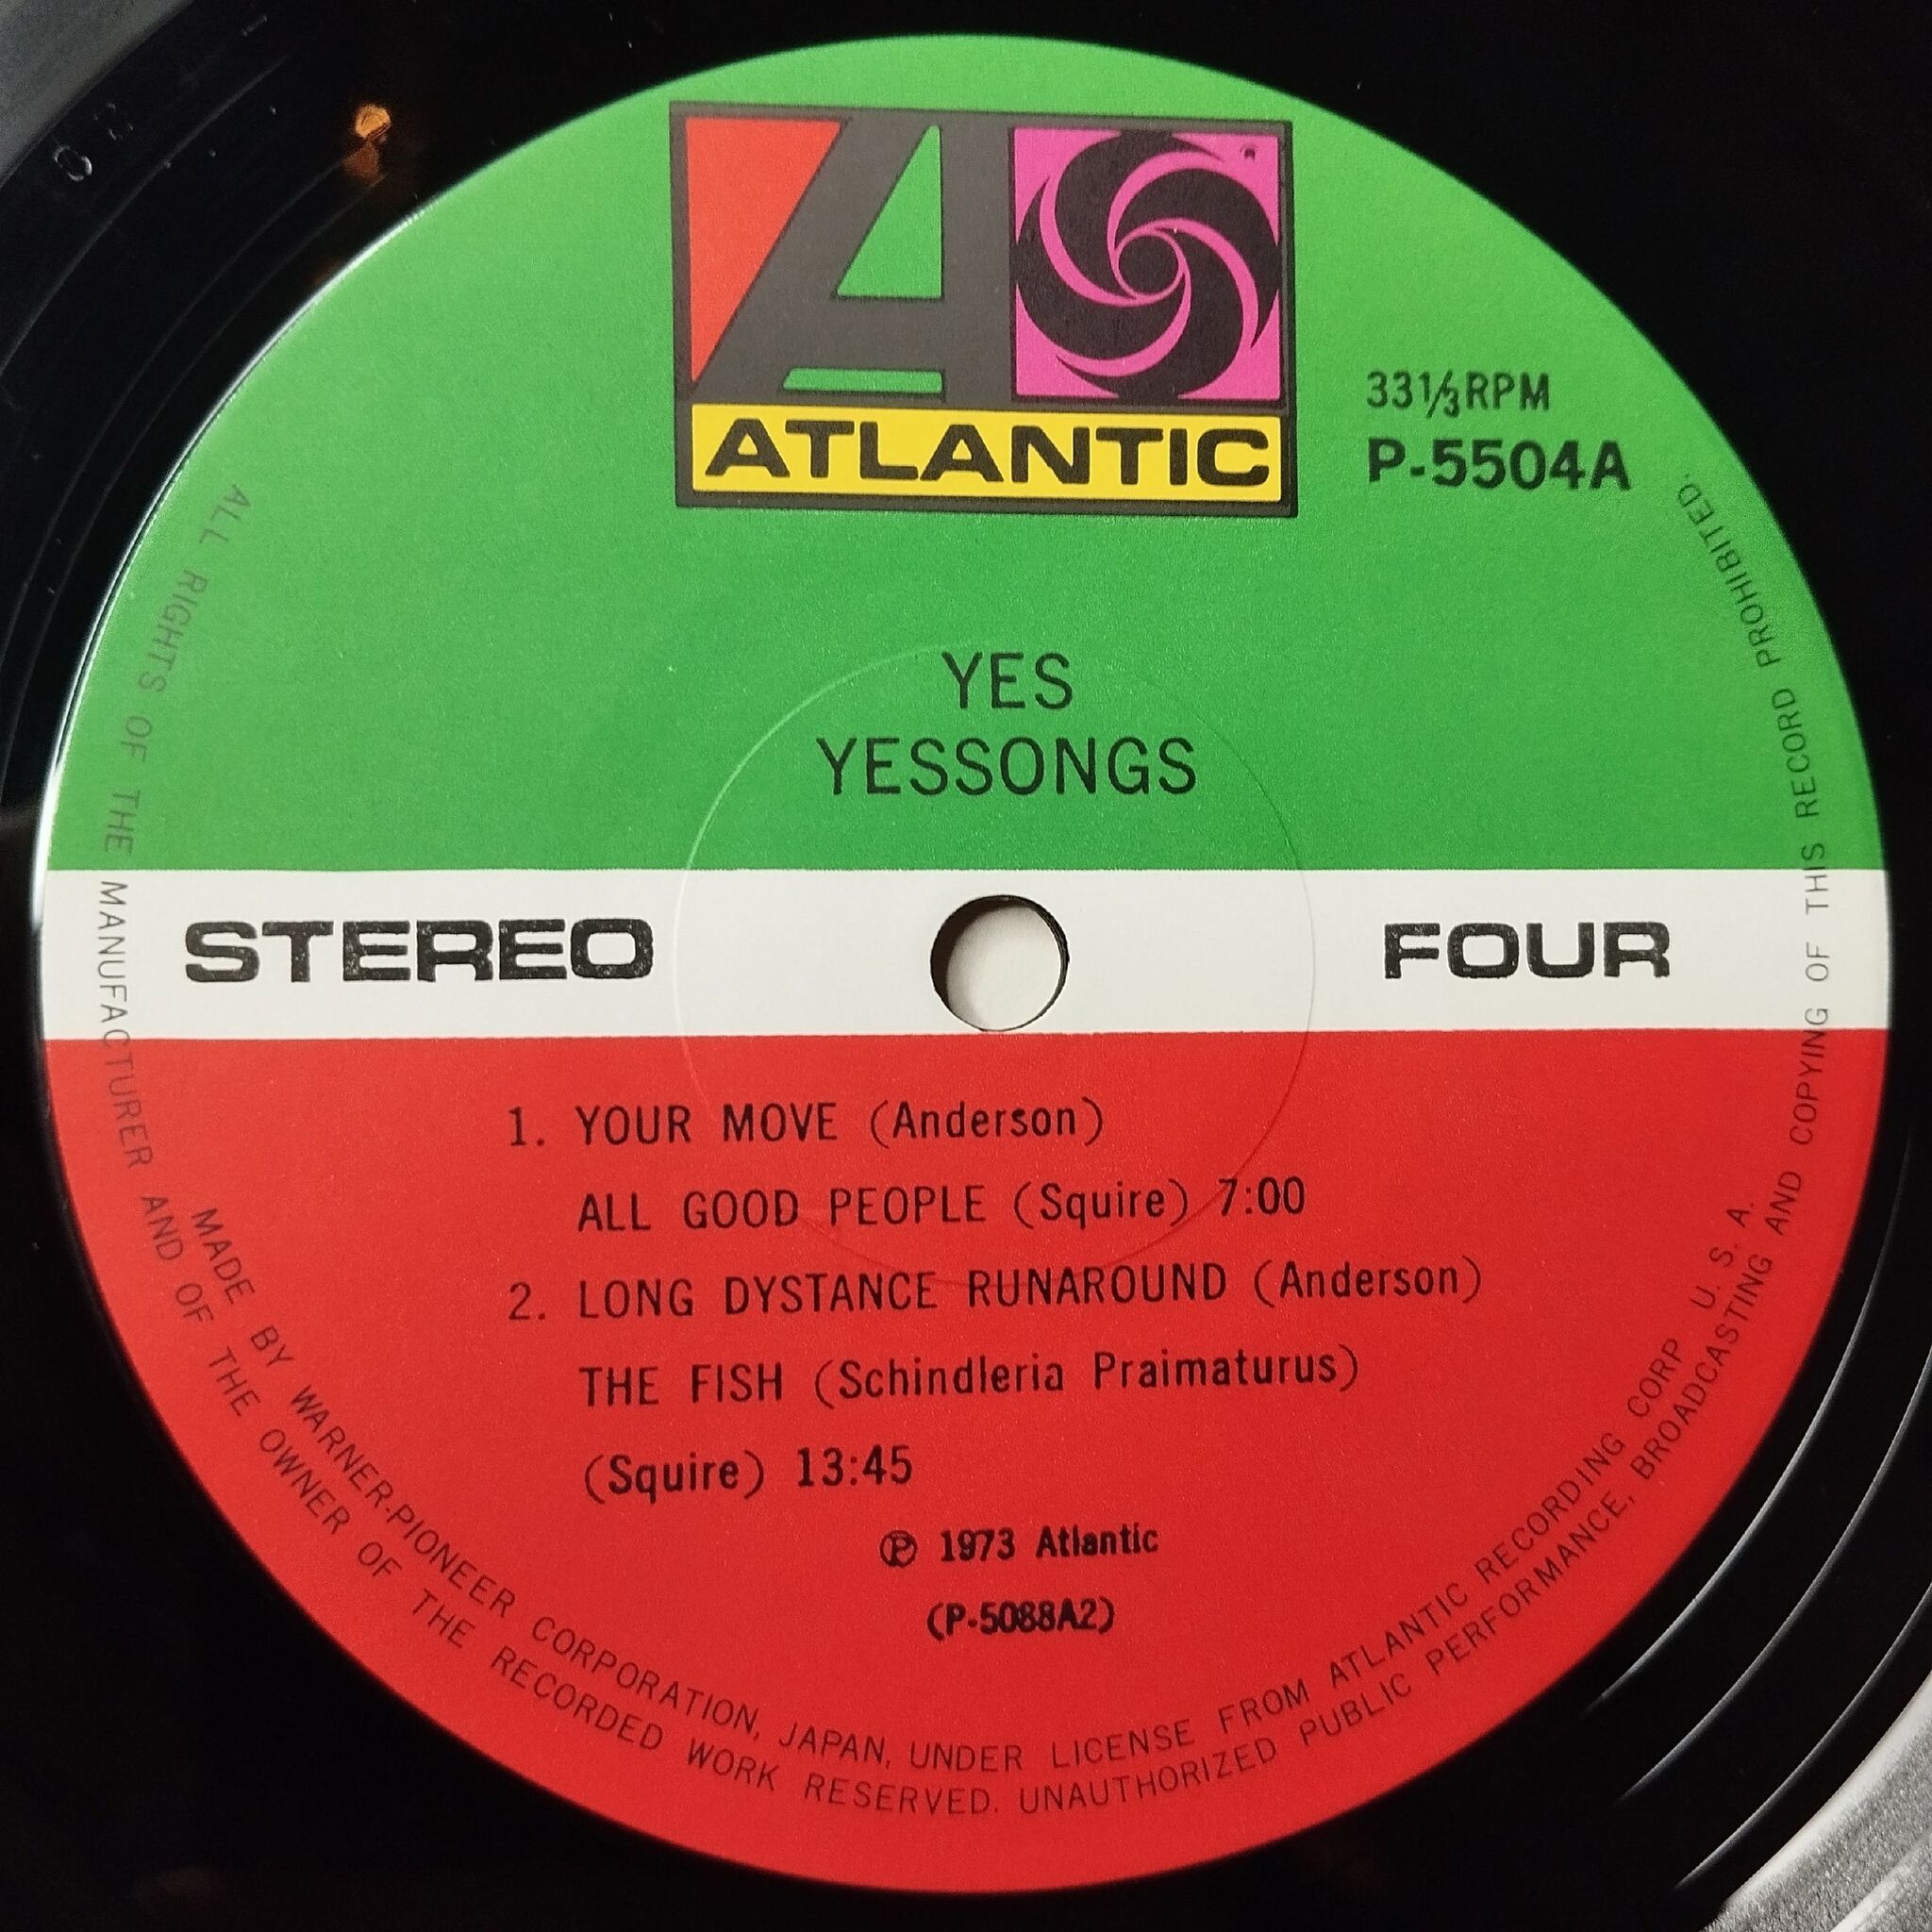 ATLANTIC
33⅓RPM
P-5504A
YES
YESSONGS
STEREO
FOUR
1. YOUR MOVE (Anderson)
ALL GOOD PEOPLE (Squire) 7:00
2. LONG DYSTANCE RUNAROUND (Anderson)
THE FISH (Schindleria Praimaturus)
(Squire) 13:45
Ⓟ 1973 Atlantic
(P-5088A2)
MADE BY WARNER-PIONEER CORPORATION, JAPAN, UNDER LICENSE FROM ATLANTIC RECORDING CORP U. S. A.
ALL RIGHTS OF THE MANUFACTURER AND OF THE OWNER OF THE RECORDED WORK RESERVED. UNAUTHORIZED PUBLIC PERFORMANCE, BROADCASTING AND COPYING OF THIS RECORD PROHIBITED.